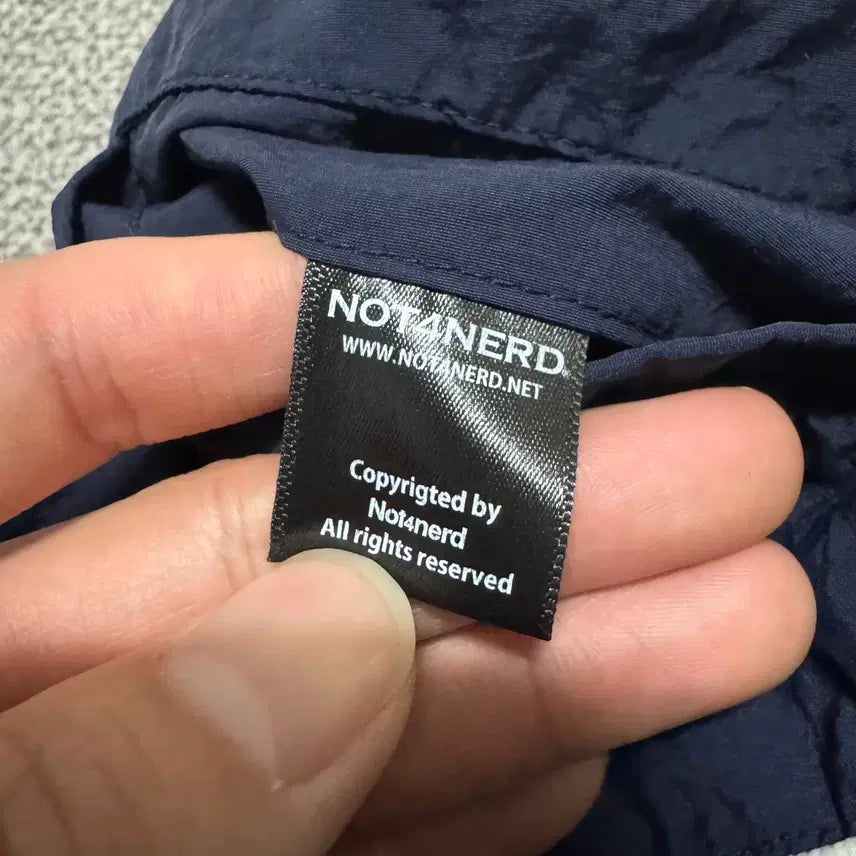 NOT4NERD
WWW.NOT4NERD.NET
Copyrigted by
Not4nerd
All rights reserved